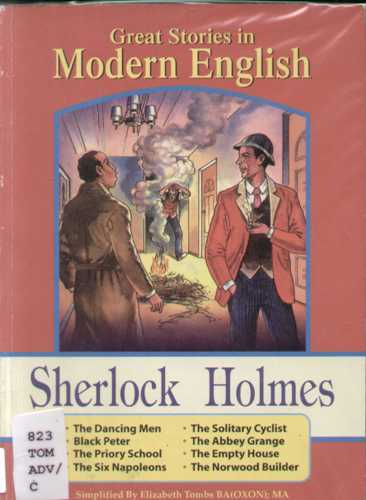 Great Stories in
Modern English
Sherlock Holmes
• The Dancing Men
• Black Peter
• The Priory School
• The Six Napoleons
• The Solitary Cyclist
• The Abbey Grange
• The Empty House
• The Norwood Builder
823
TOM
ADV/
C
Simplified By Elizabeth Tombs BA(OXON); MA